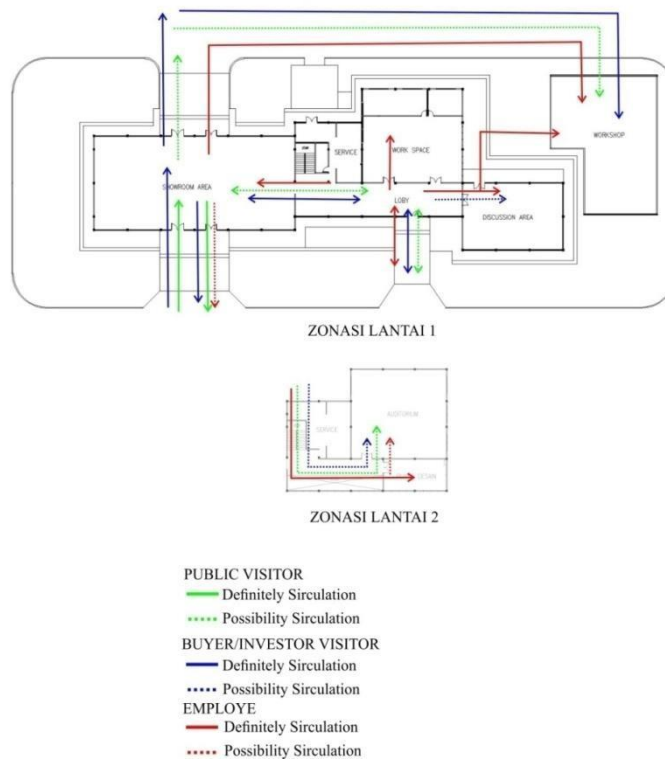 WORKSHOP
SERVICE
WORK SPACE
SHOWROOM AREA
LOBY
DISCUSSION AREA
ZONASI LANTAI 1
AUDITORIUM
SERVICE
ZONASI LANTAI 2
PUBLIC VISITOR
Definitely Sirculation
Possibility Sirculation
BUYER/INVESTOR VISITOR
Definitely Sirculation
Possibility Sirculation
EMPLOYE
Definitely Sirculation
Possibility Sirculation